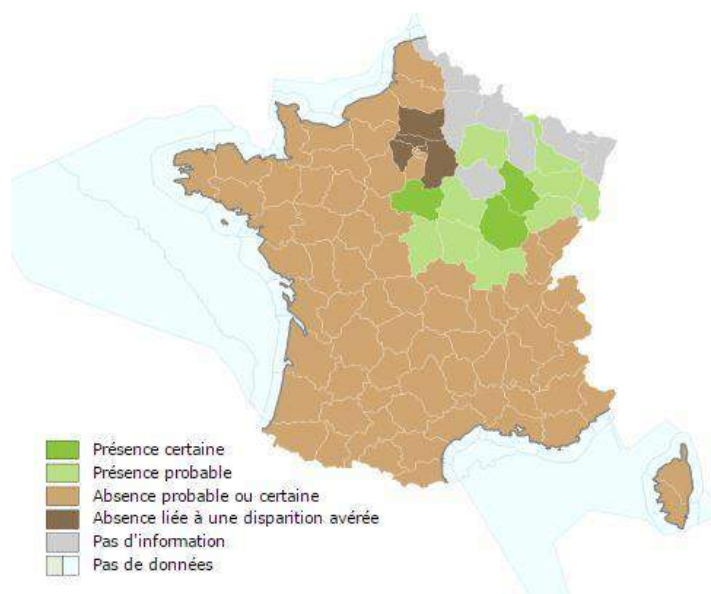 Présence certaine
Présence probable
Absence probable ou certaine
Absence liée à une disparition avérée
Pas d'information
Pas de données